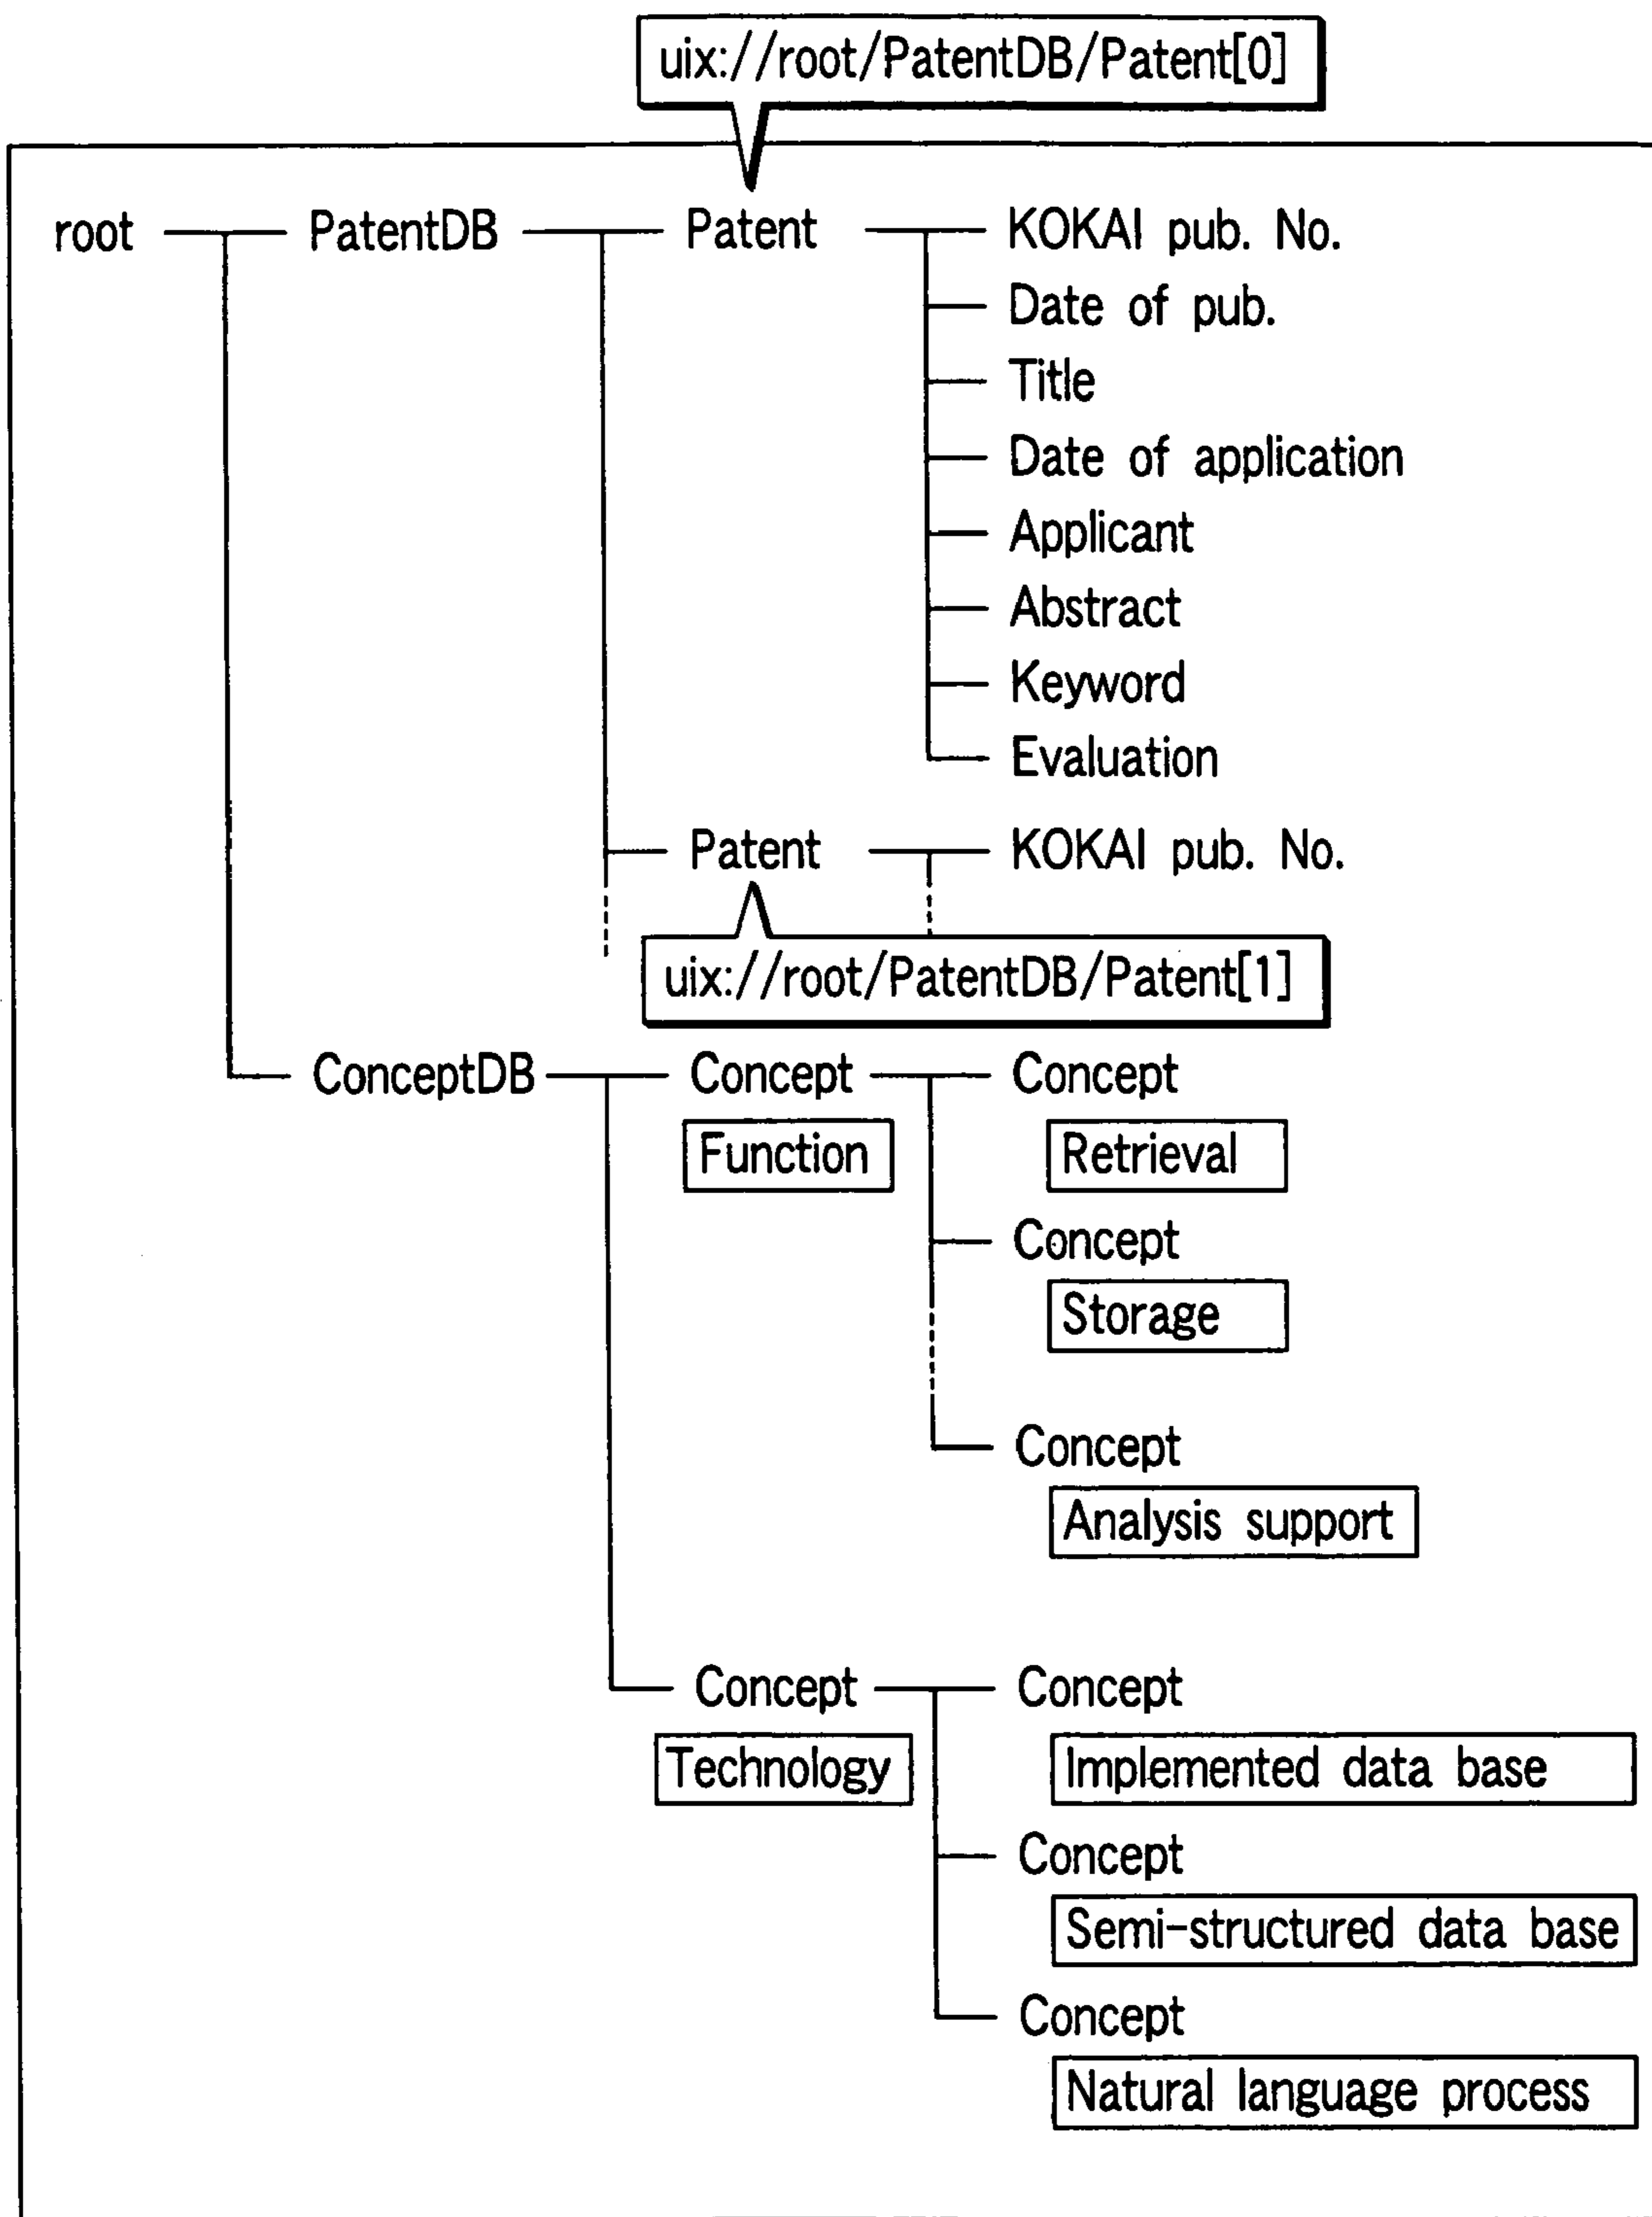 uix://root/PatentDB/Patent[0]
root PatentDB Patent KOKAI pub. No.
Date of pub.
Title
Date of application
Applicant
Abstract
Keyword
Evaluation
Patent KOKAI pub. No.
uix://root/PatentDB/Patent[1]
ConceptDB Concept Concept
Function Retrieval
Concept
Storage
Concept
Analysis support
Concept Concept
Technology Implemented data base
Concept
Semi-structured data base
Concept
Natural language process